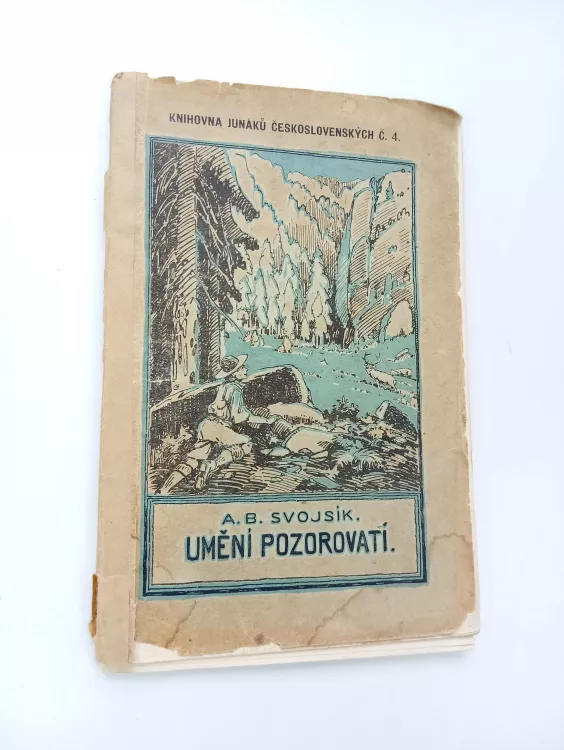 KNIHOVNA JUNÁKŮ ČESKOSLOVENSKÝCH Č. 4.
A. B. SVOJSÍK.
UMĚNÍ POZOROVATI.